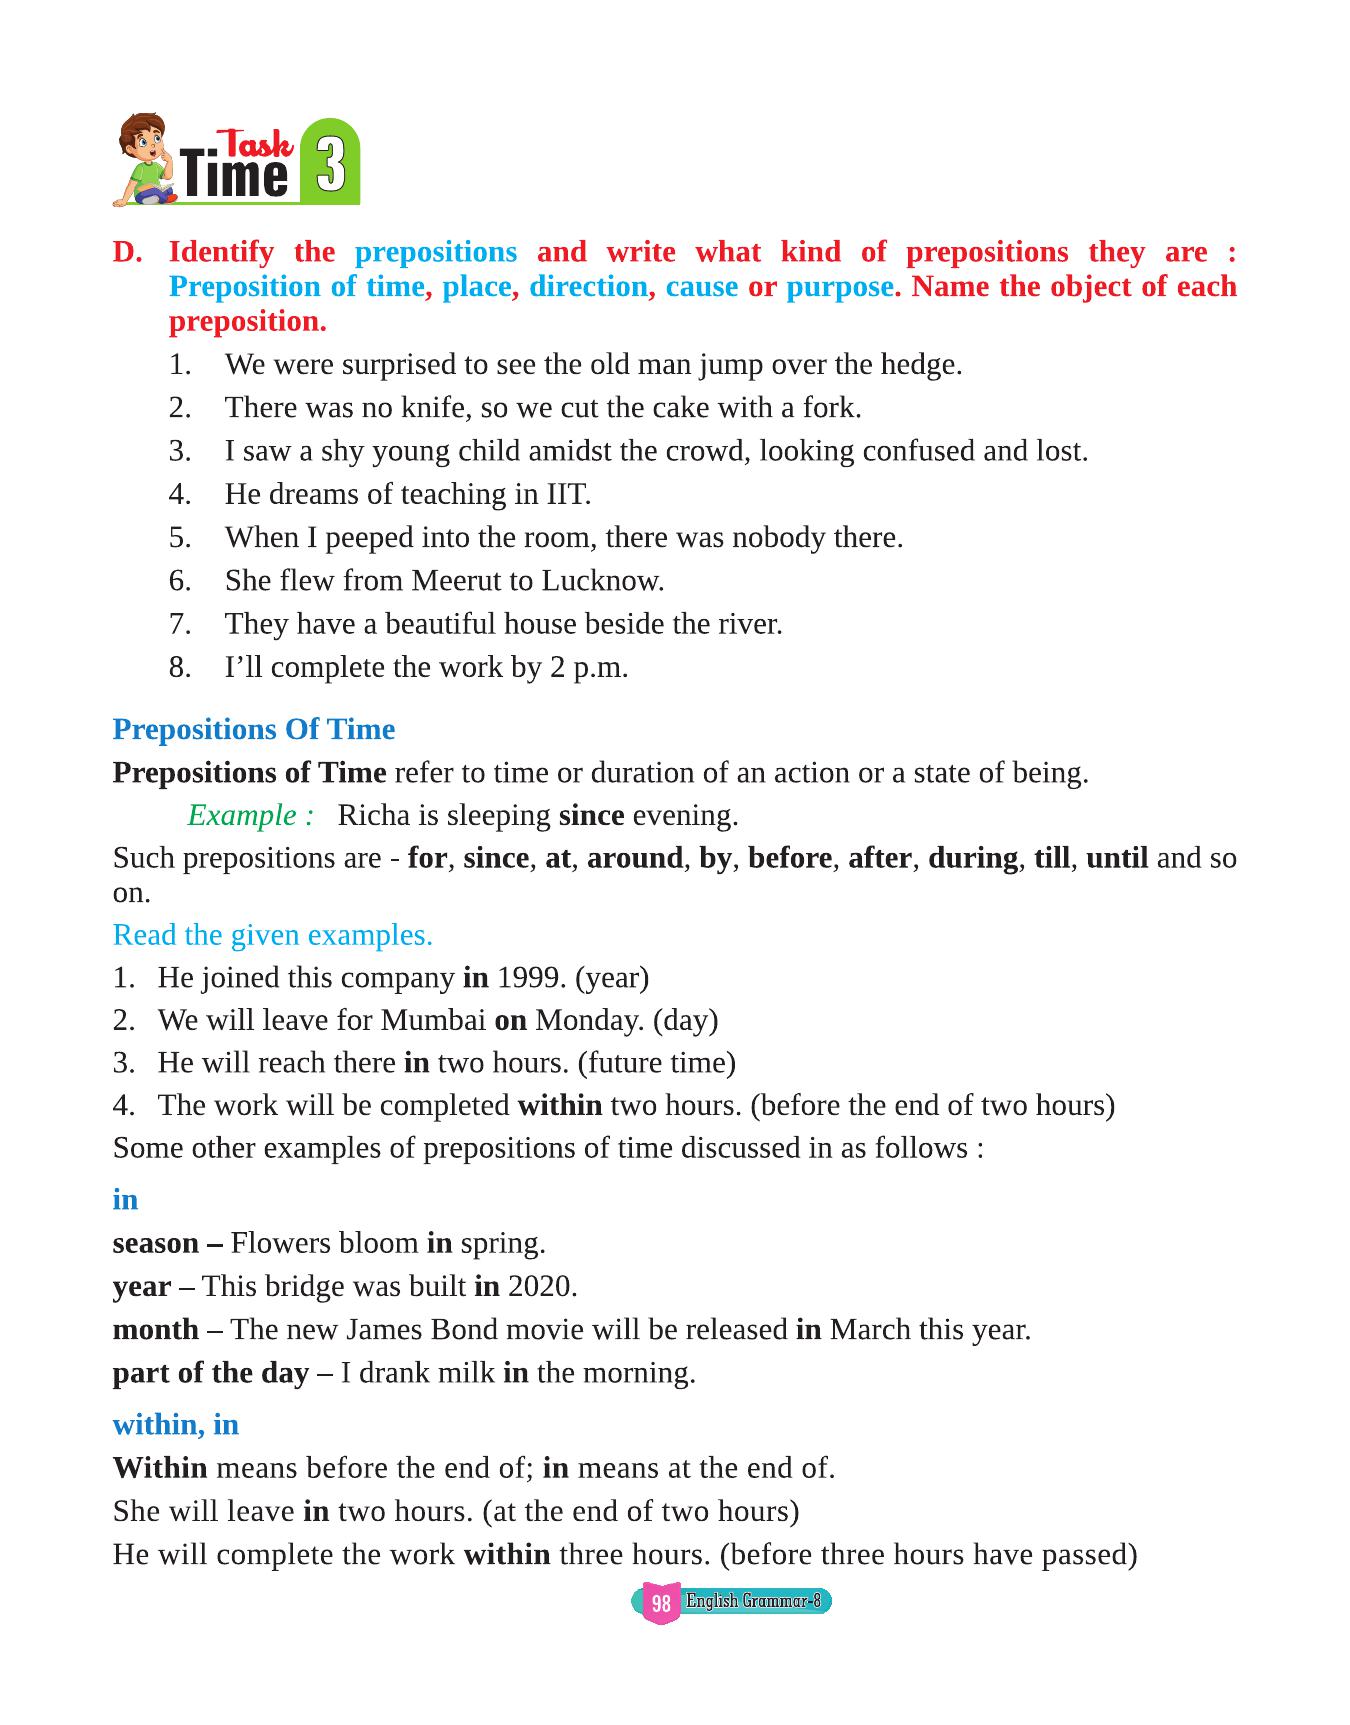 Task
Time 3
D. Identify the prepositions and write what kind of prepositions they are :
Preposition of time, place, direction, cause or purpose. Name the object of each
preposition.
1. We were surprised to see the old man jump over the hedge.
2. There was no knife, so we cut the cake with a fork.
3. I saw a shy young child amidst the crowd, looking confused and lost.
4. He dreams of teaching in IIT.
5. When I peeped into the room, there was nobody there.
6. She flew from Meerut to Lucknow.
7. They have a beautiful house beside the river.
8. I’ll complete the work by 2 p.m.
Prepositions Of Time
Prepositions of Time refer to time or duration of an action or a state of being.
Example : Richa is sleeping since evening.
Such prepositions are - for, since, at, around, by, before, after, during, till, until and so
on.
Read the given examples.
1. He joined this company in 1999. (year)
2. We will leave for Mumbai on Monday. (day)
3. He will reach there in two hours. (future time)
4. The work will be completed within two hours. (before the end of two hours)
Some other examples of prepositions of time discussed in as follows :
in
season – Flowers bloom in spring.
year – This bridge was built in 2020.
month – The new James Bond movie will be released in March this year.
part of the day – I drank milk in the morning.
within, in
Within means before the end of; in means at the end of.
She will leave in two hours. (at the end of two hours)
He will complete the work within three hours. (before three hours have passed)
98 English Grammar-8